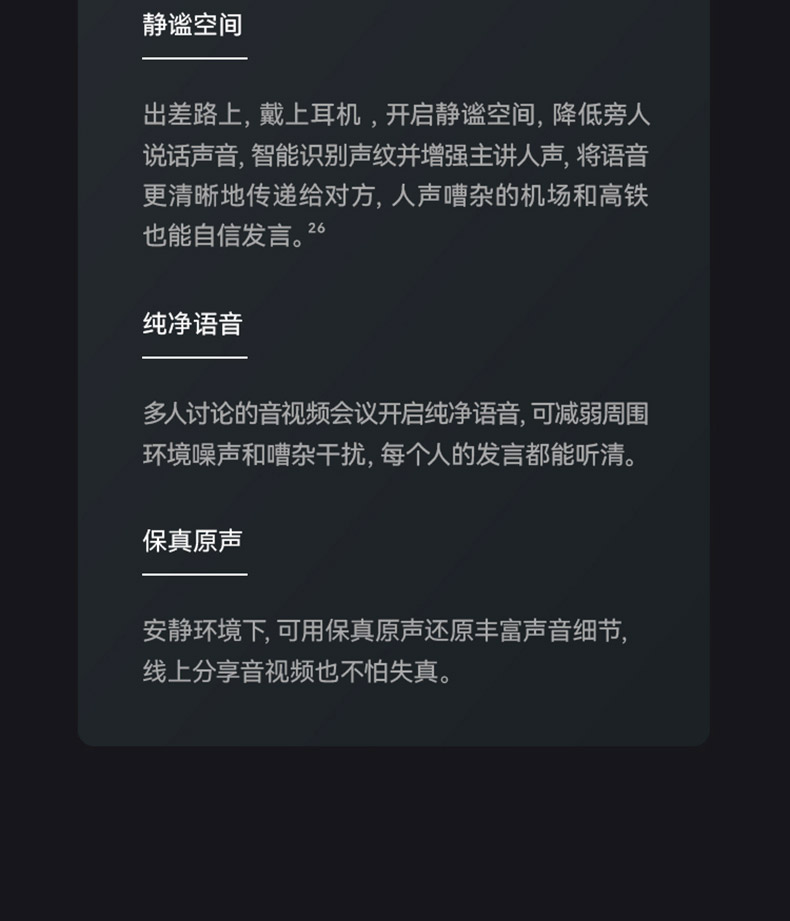 静谧空间
出差路上, 戴上耳机 , 开启静谧空间, 降低旁人
说话声音, 智能识别声纹并增强主讲人声, 将语音
更清晰地传递给对方, 人声嘈杂的机场和高铁
也能自信发言。26
纯净语音
多人讨论的音视频会议开启纯净语音, 可减弱周围
环境噪声和嘈杂干扰, 每个人的发言都能听清。
保真原声
安静环境下, 可用保真原声还原丰富声音细节,
线上分享音视频也不怕失真。